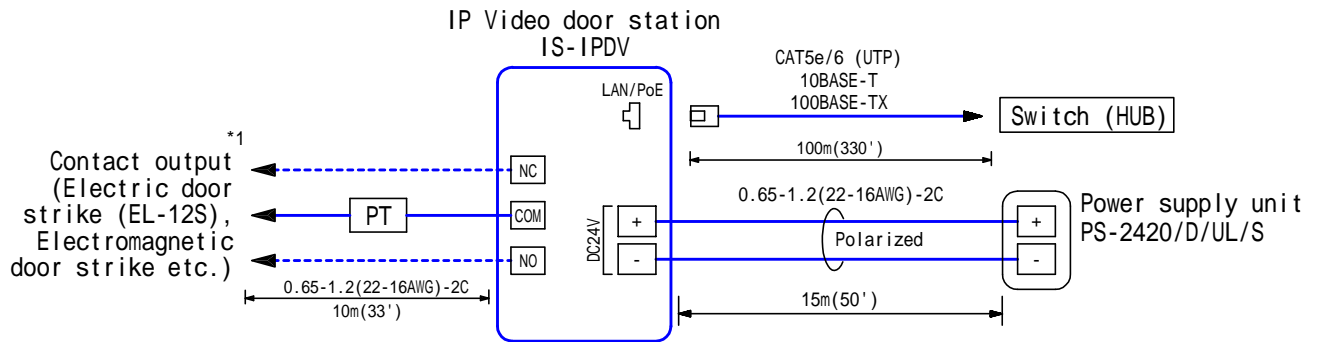 IP Video door station
IS-IPDV
LAN/PoE
CAT5e/6 (UTP)
10BASE-T
100BASE-TX
Switch (HUB)
100m(330')
*1
Contact output
(Electric door
strike (EL-12S),
Electromagnetic
door strike etc.)
NC
PT
COM
NO
0.65-1.2(22-16AWG)-2C
10m(33')
DC24V
+
-
0.65-1.2(22-16AWG)-2C
Polarized
15m(50')
+
-
Power supply unit
PS-2420/D/UL/S